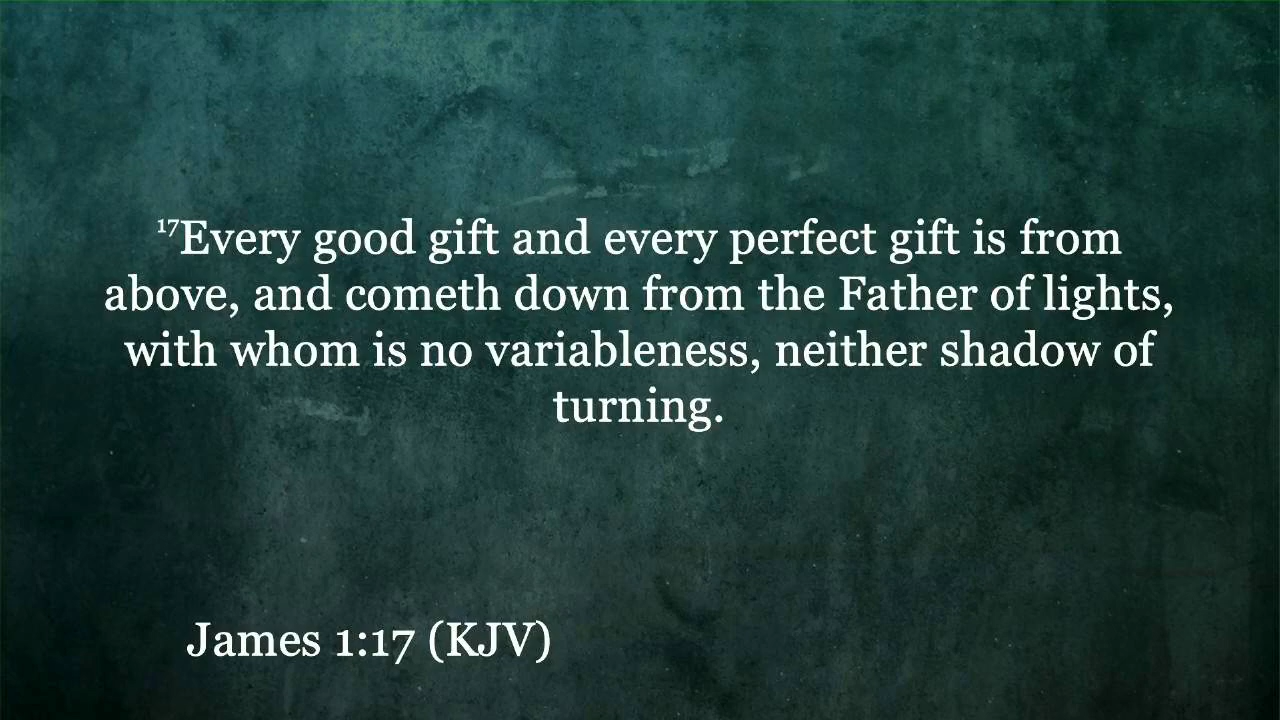 ¹⁷Every good gift and every perfect gift is from
above, and cometh down from the Father of lights,
with whom is no variableness, neither shadow of
turning.
James 1:17 (KJV)